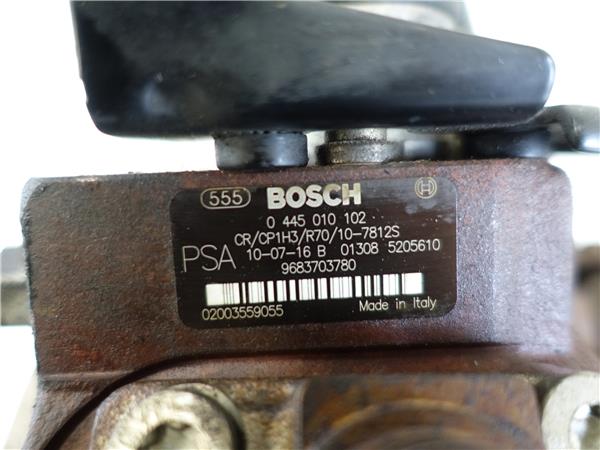 555 BOSCH
0 445 010 102
CR/CP1H3/R70/10-7812S
PSA 10-07-16 B 01308 5205610
9683703780
02003559055 Made in Italy